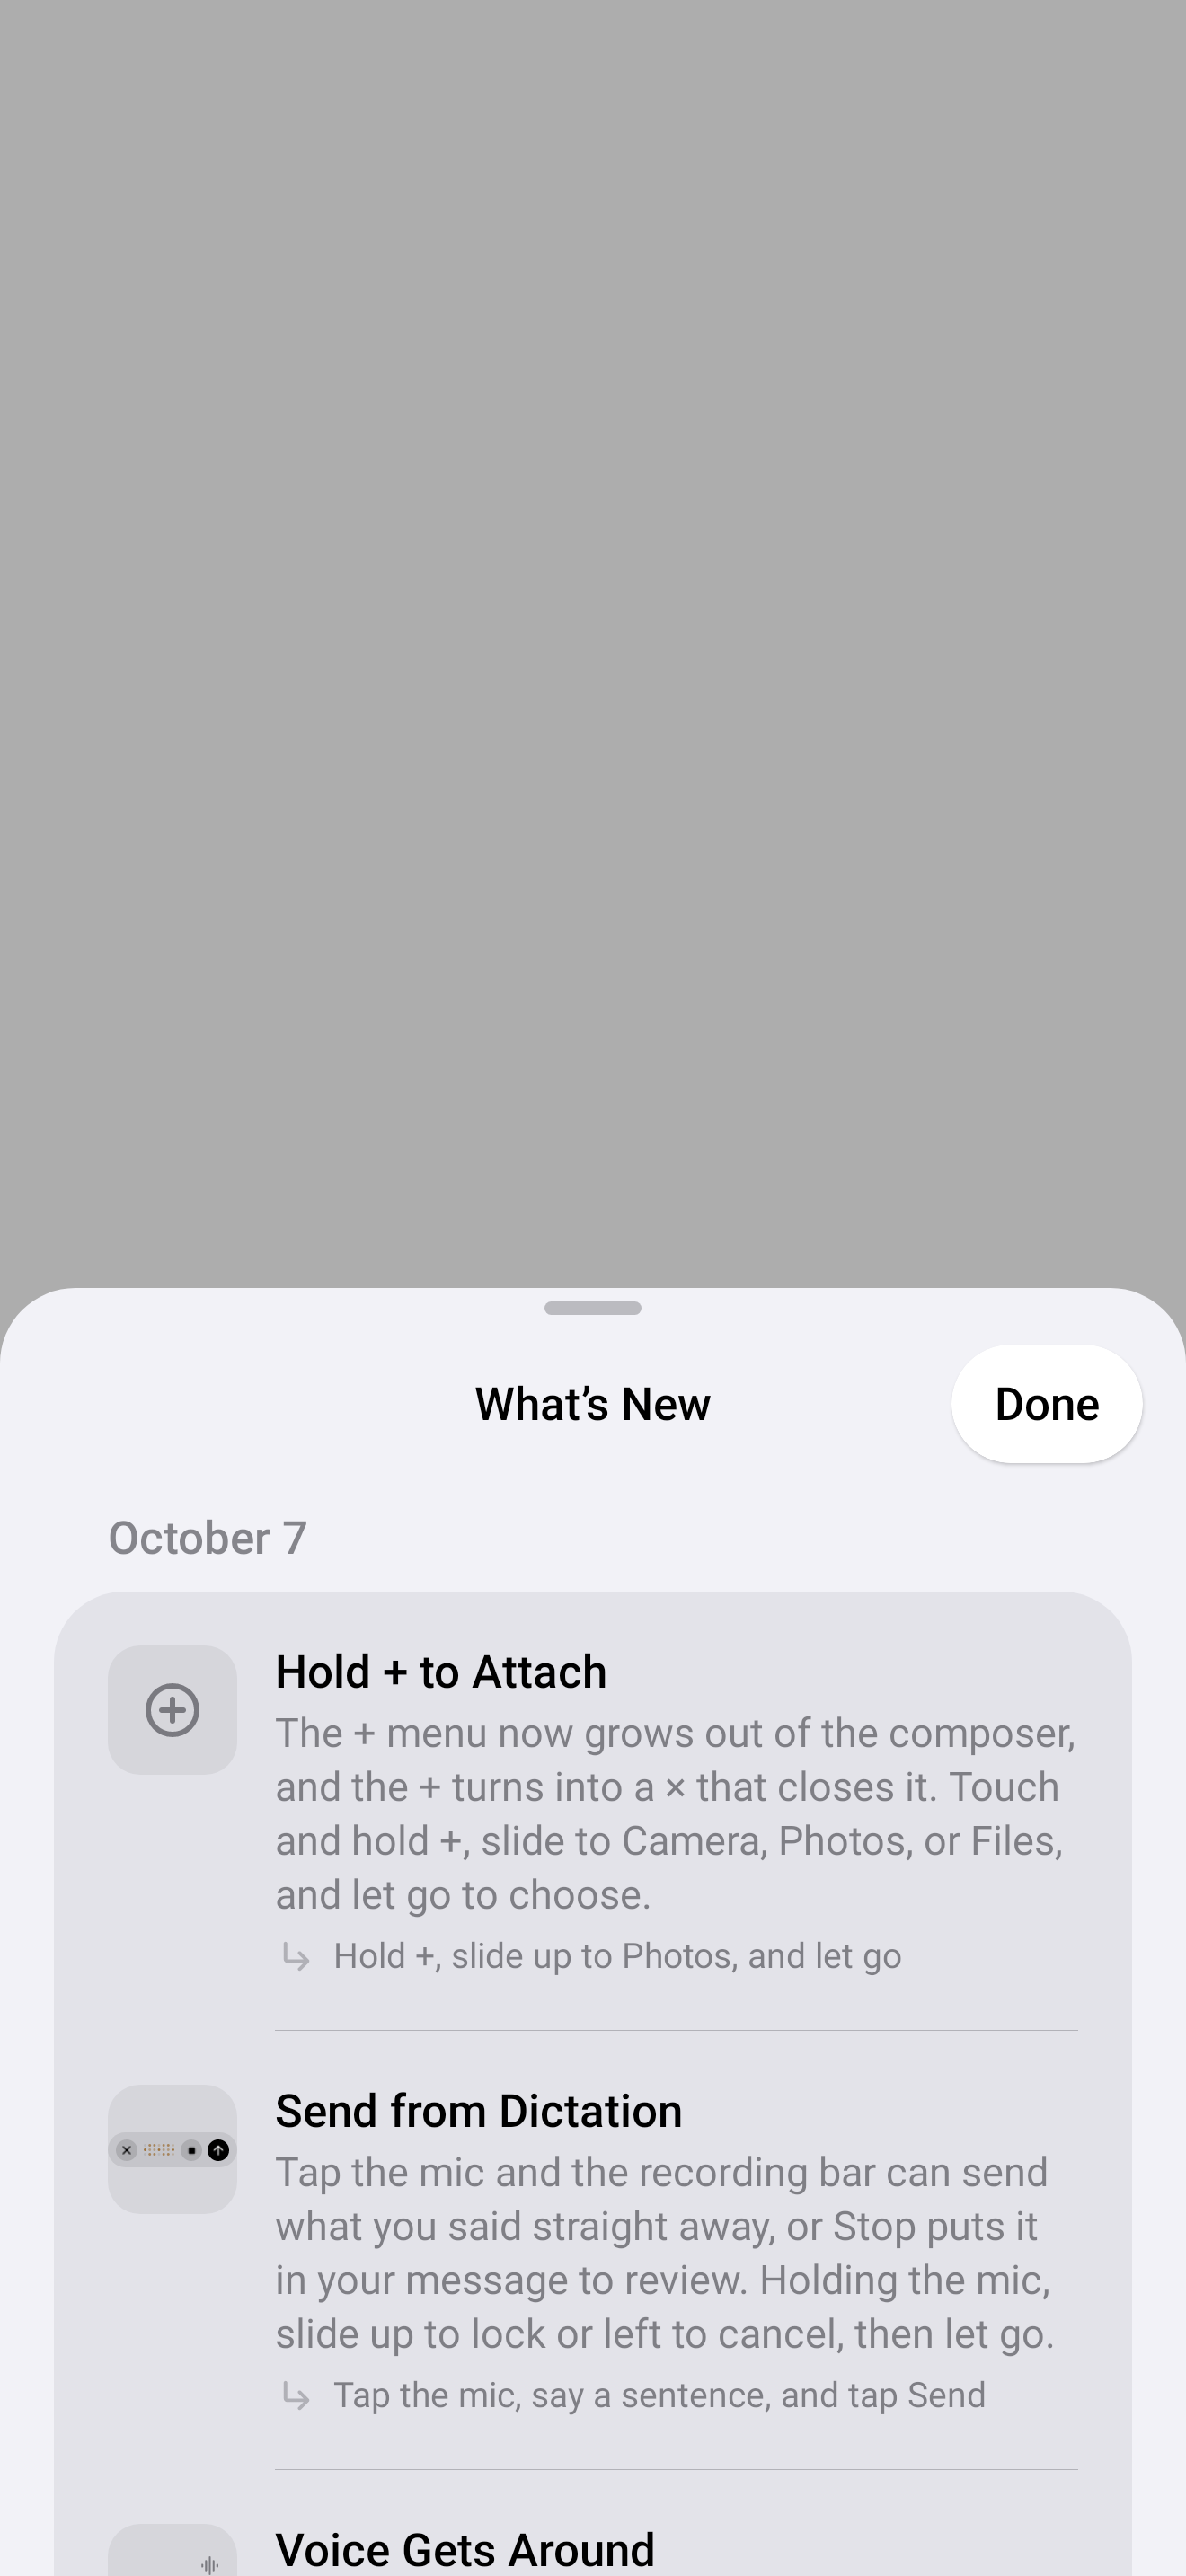 What’s New
Done
October 7
Hold + to Attach
The + menu now grows out of the composer,
and the + turns into a × that closes it. Touch
and hold +, slide to Camera, Photos, or Files,
and let go to choose.
Hold +, slide up to Photos, and let go
Send from Dictation
Tap the mic and the recording bar can send
what you said straight away, or Stop puts it
in your message to review. Holding the mic,
slide up to lock or left to cancel, then let go.
Tap the mic, say a sentence, and tap Send
Voice Gets Around